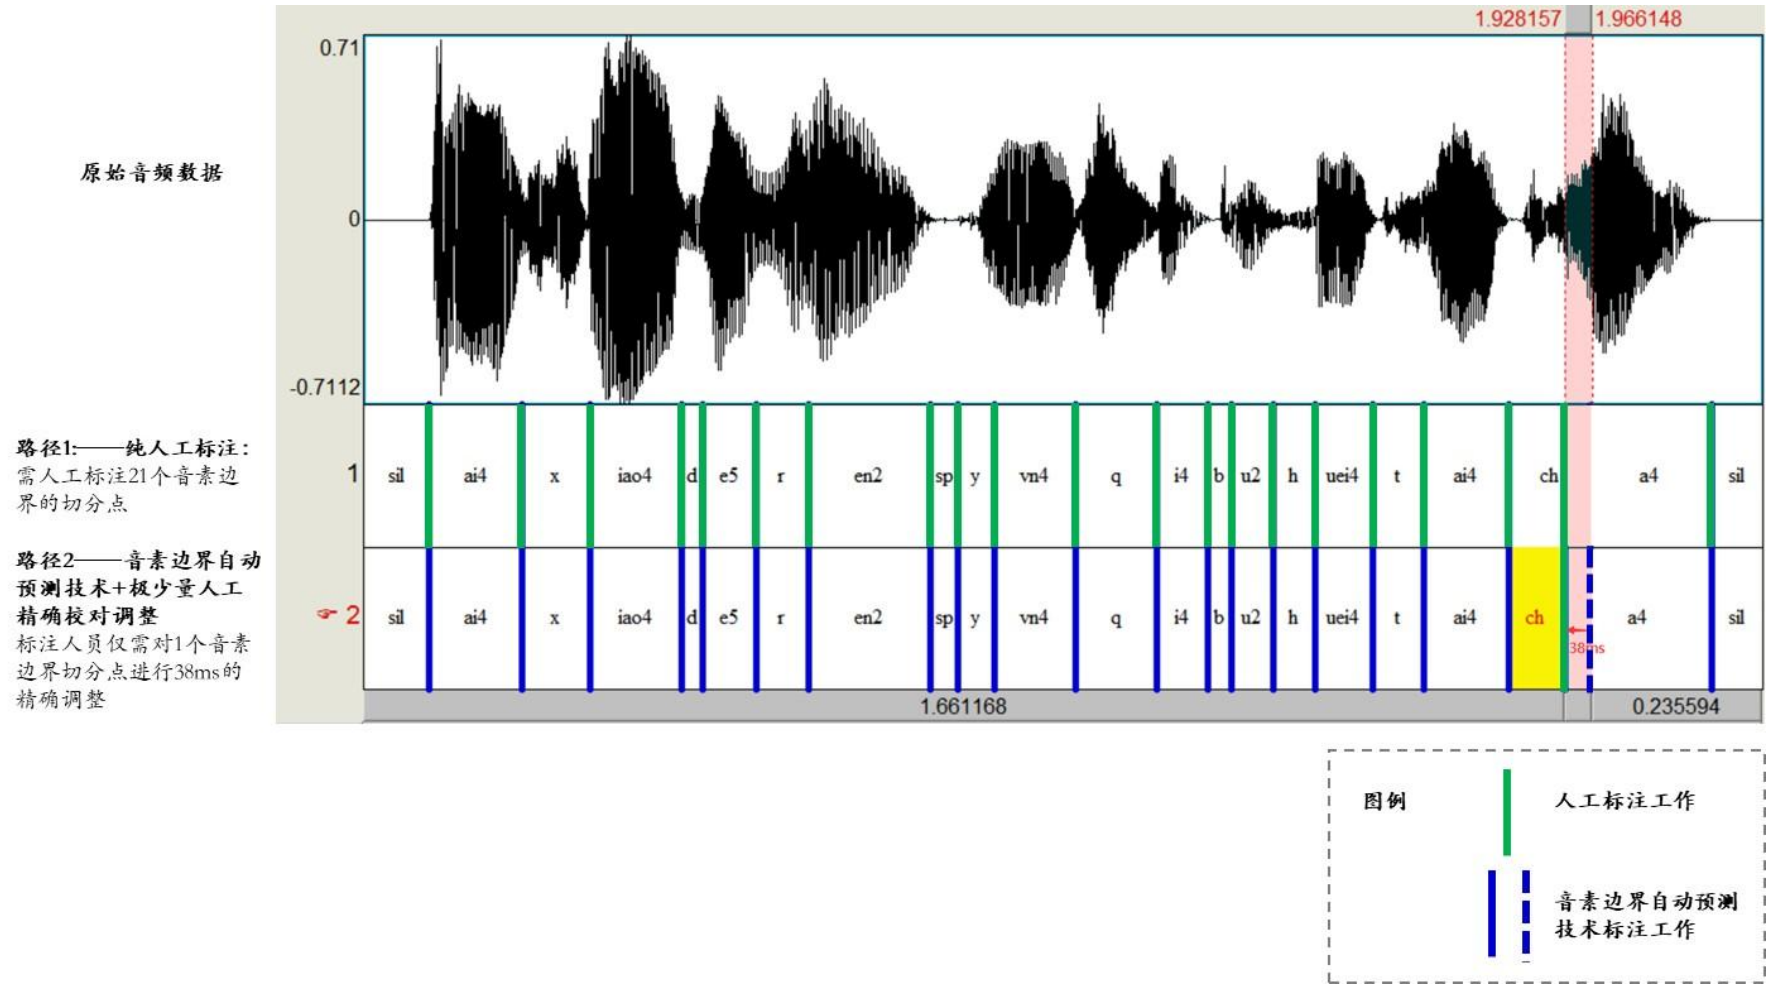 1.928157 1.966148
0.71
原始音频数据
0
-0.7112
路径1:——纯人工标注：
需人工标注21个音素边
界的切分点
1 sil ai4 x iao4 d e5 r en2 sp y vn4 q i4 b u2 h uei4 t ai4 ch a4 sil
路径2——音素边界自动
预测技术+极少量人工
精确校对调整
标注人员仅需对1个音素
边界切分点进行38ms的
精确调整
☞ 2 sil ai4 x iao4 d e5 r en2 sp y vn4 q i4 b u2 h uei4 t ai4 ch a4 sil
38ms
1.661168 0.235594
图例
人工标注工作
音素边界自动预测
技术标注工作